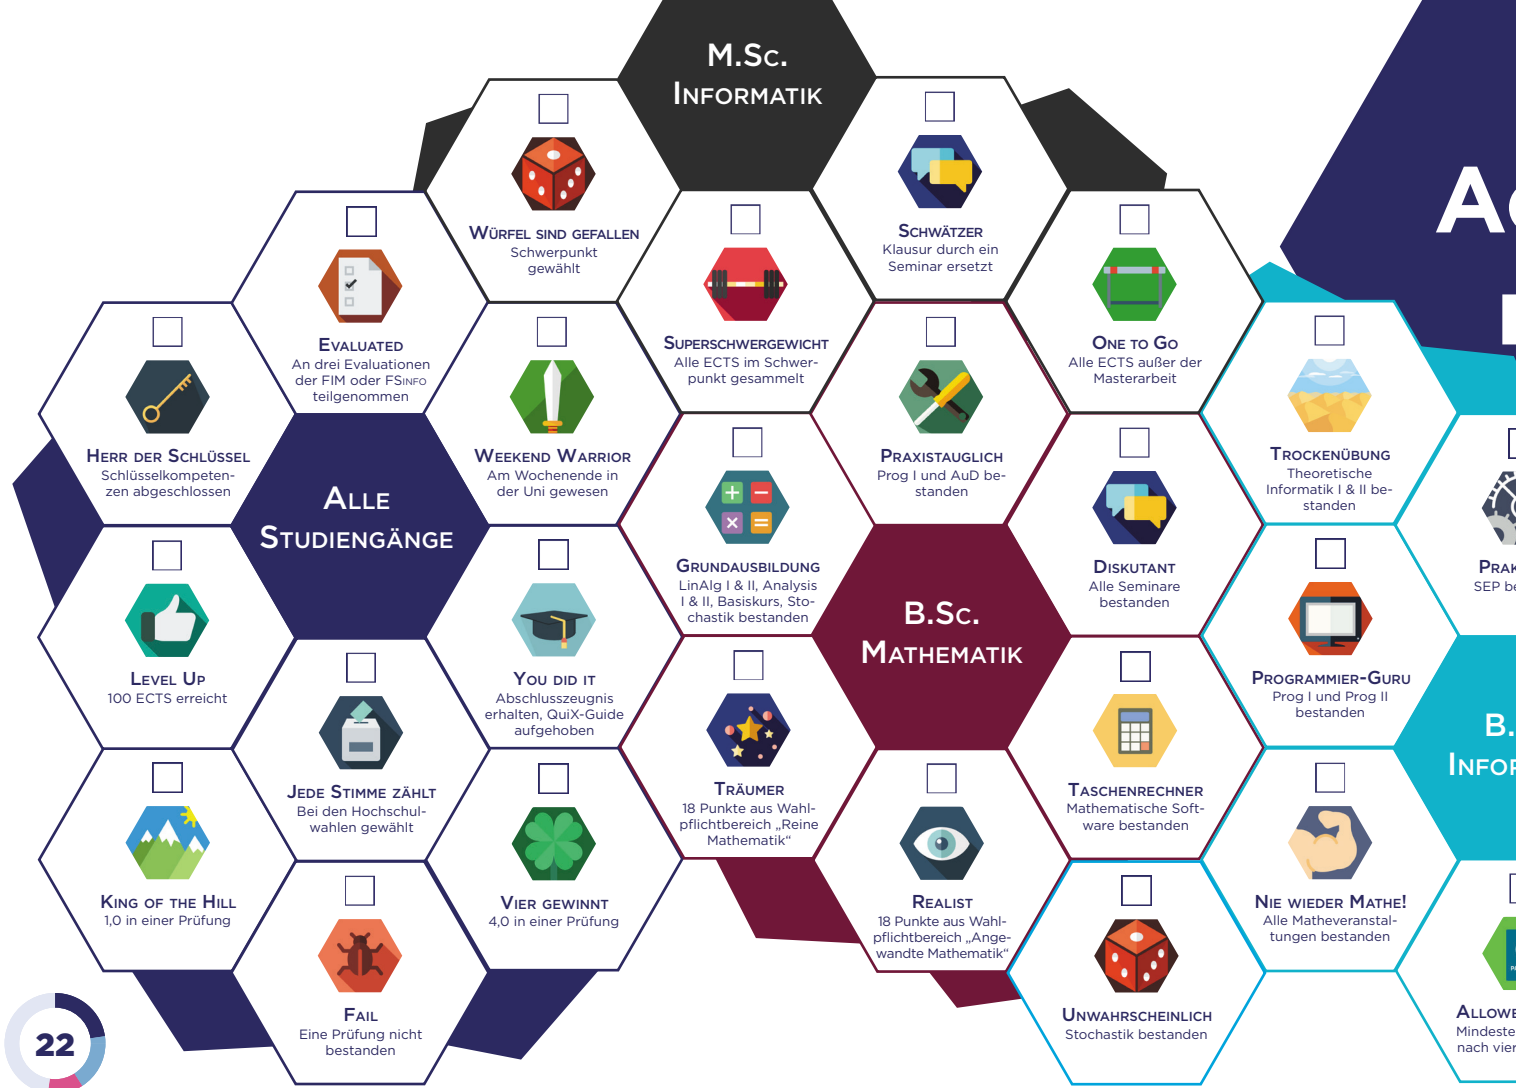 M.Sc.
Informatik
Würfel sind gefallen
Schwerpunkt
gewählt
Schwätzer
Klausur durch ein
Seminar ersetzt
Evaluated
An drei Evaluationen
der FIM oder FSinfo
teilgenommen
Superschwergewicht
Alle ECTS im Schwer-
punkt gesammelt
One to Go
Alle ECTS außer der
Masterarbeit
Herr der Schlüssel
Schlüsselkompeten-
zen abgeschlossen
Weekend Warrior
Am Wochenende in
der Uni gewesen
Praxistauglich
Prog I und AuD be-
standen
Trockenübung
Theoretische
Informatik I & II be-
standen
Alle
Studiengänge
Grundausbildung
LinAlg I & II, Analysis
I & II, Basiskurs, Sto-
chastik bestanden
Diskutant
Alle Seminare
bestanden
SEP
B.Sc.
Mathematik
Level Up
100 ECTS erreicht
You did it
Abschlusszeugnis
erhalten, QuiX-Guide
aufgehoben
Programmier-Guru
Prog I und Prog II
bestanden
Jede Stimme zählt
Bei den Hochschul-
wahlen gewählt
Träumer
18 Punkte aus Wahl-
pflichtbereich „Reine
Mathematik“
Taschenrechner
Mathematische Soft-
ware bestanden
B.
King of the Hill
1,0 in einer Prüfung
Vier gewinnt
4,0 in einer Prüfung
Realist
18 Punkte aus Wahl-
pflichtbereich „Ange-
wandte Mathematik“
Nie wieder Mathe!
Alle Matheveranstal-
tungen bestanden
Fail
Eine Prüfung nicht
bestanden
Unwahrscheinlich
Stochastik bestanden
nach vier
22